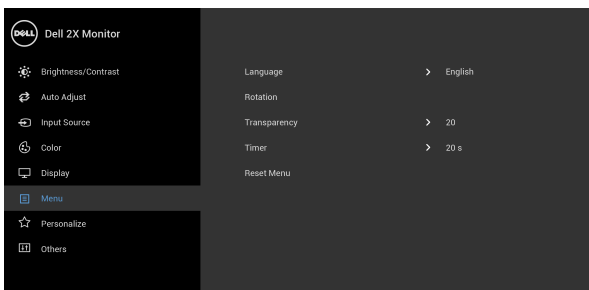 DELL Dell 2X Monitor
Brightness/Contrast Language > English
Auto Adjust Rotation
Input Source Transparency > 20
Color Timer > 20 s
Display Reset Menu
Menu
Personalize
Others